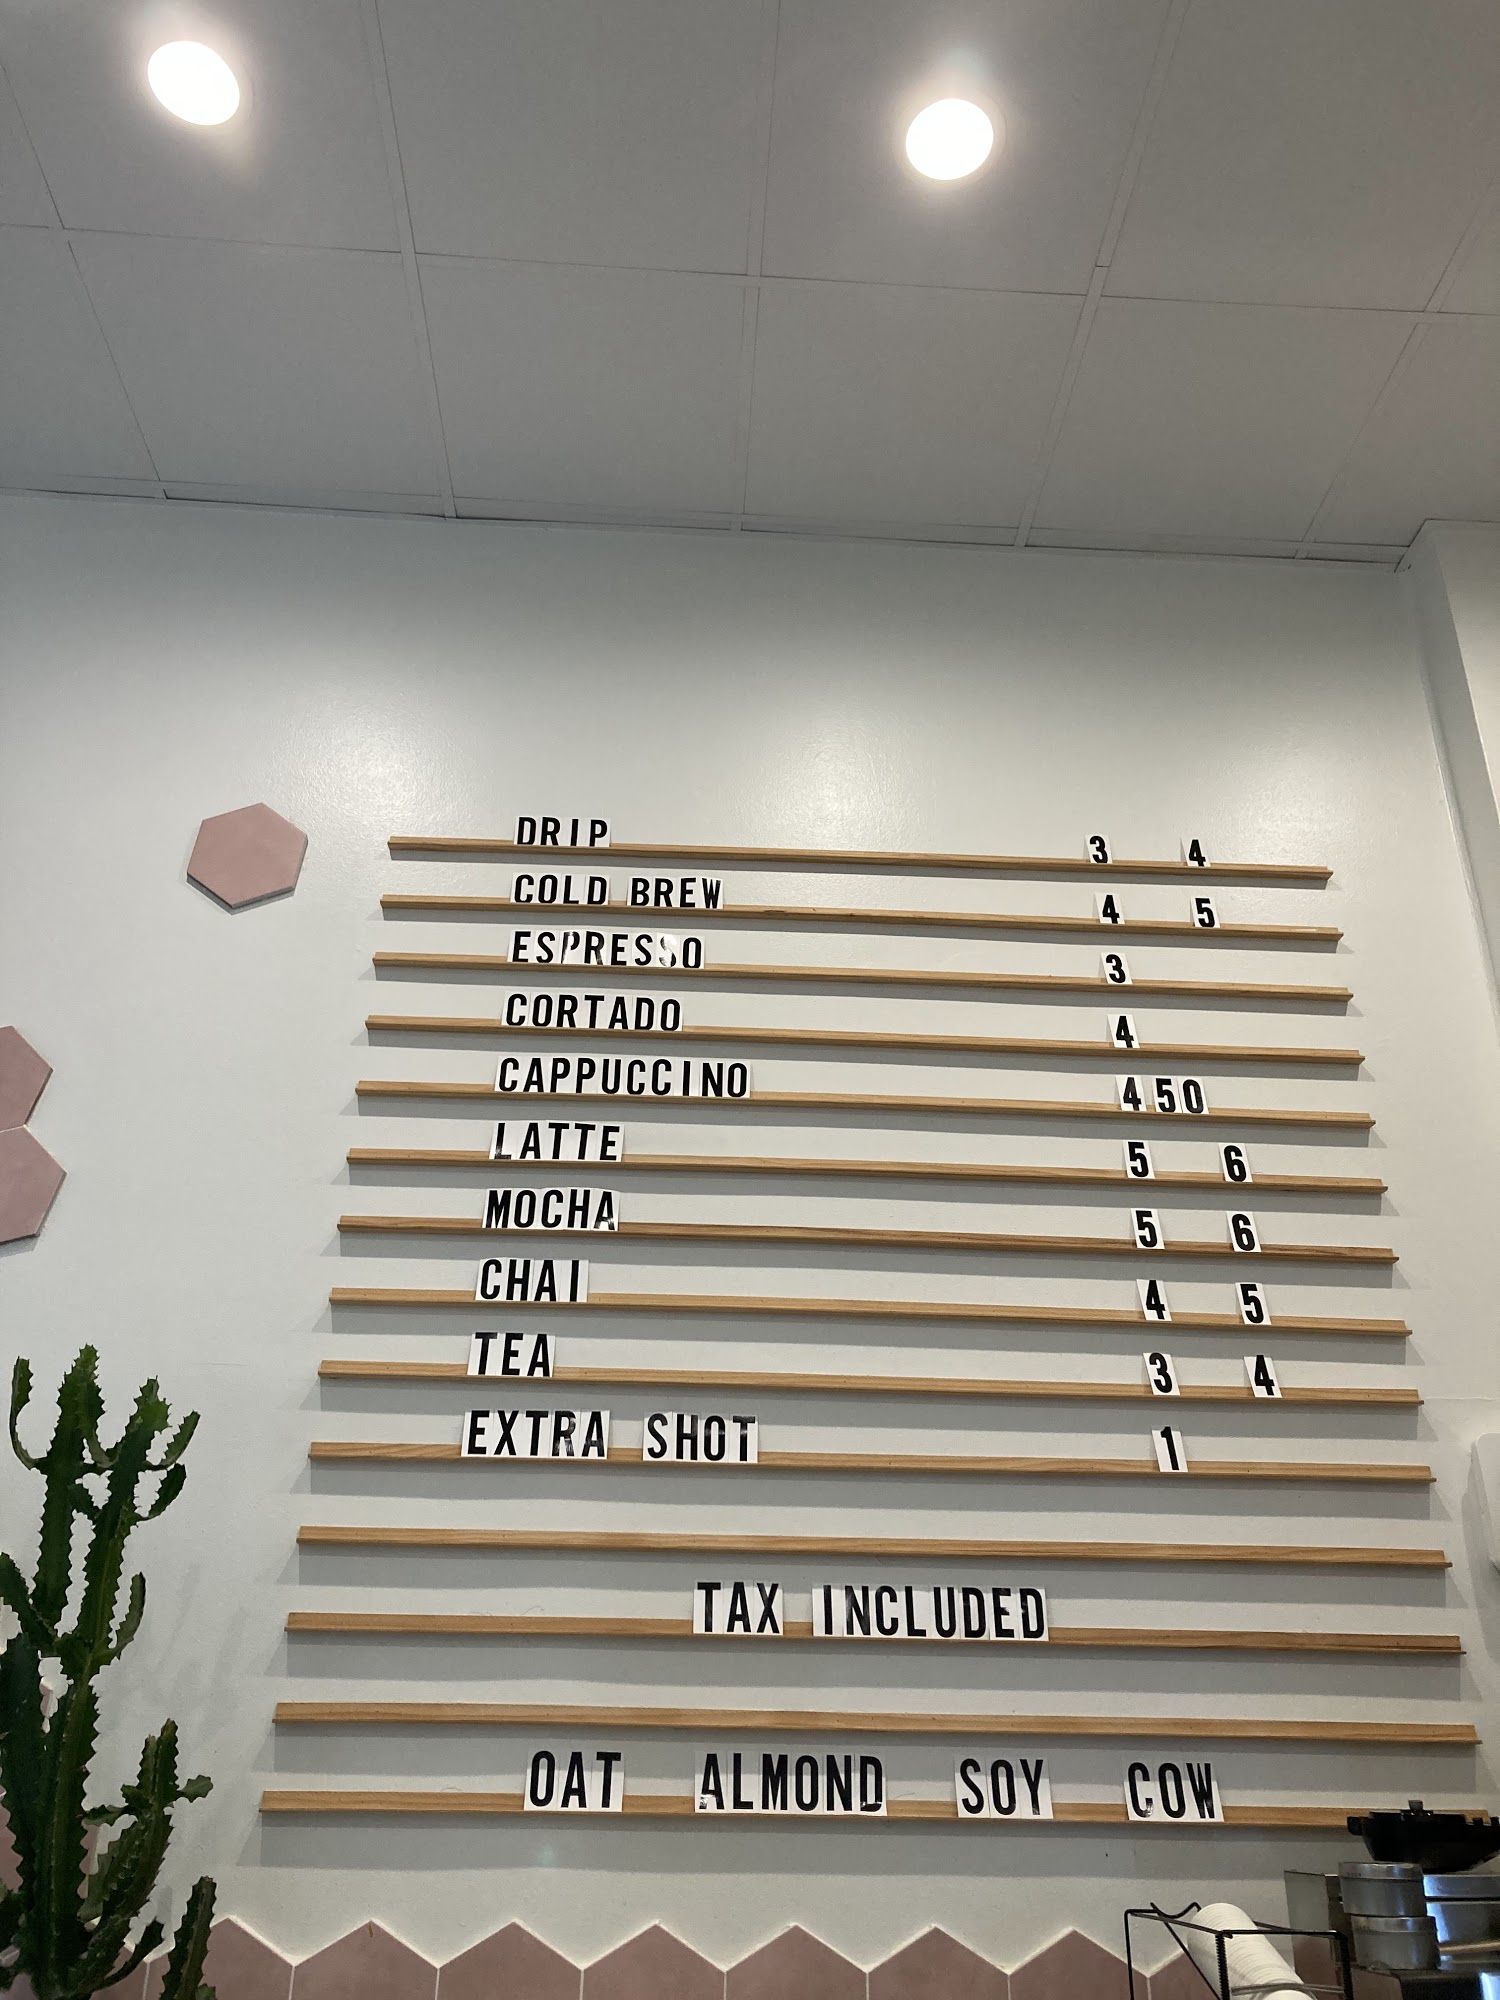 DRIP 3 4
COLD BREW 4 5
ESPRESSO 3
CORTADO 4
CAPPUCCINO 450
LATTE 5 6
MOCHA 5 6
CHAI 4 5
TEA 3 4
EXTRA SHOT 1
TAX INCLUDED
OAT ALMOND SOY COW